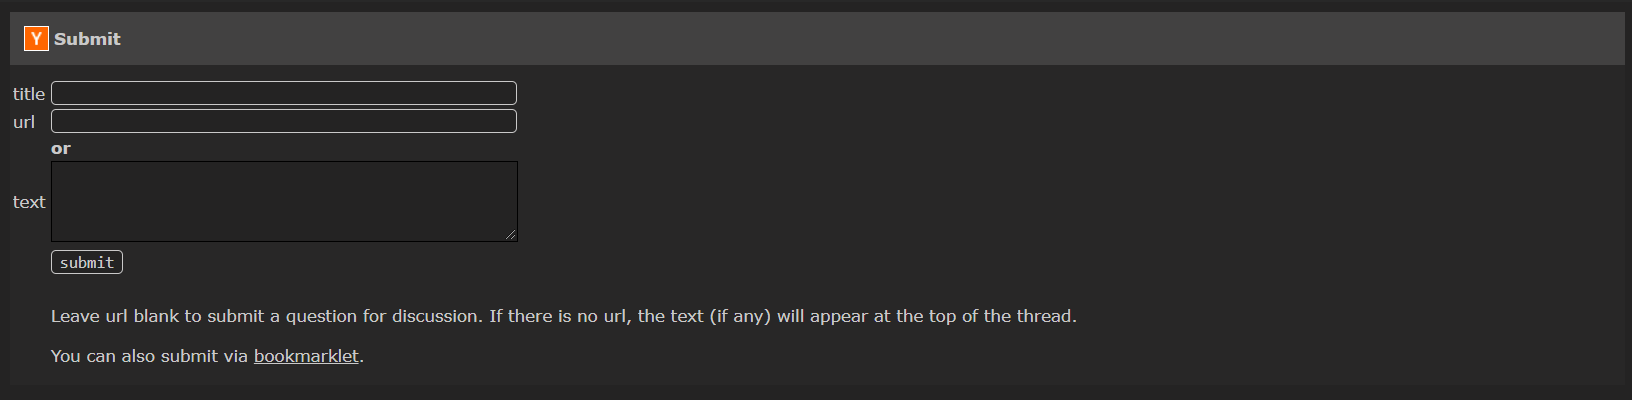 Y Submit
title
url
or
text
submit
Leave url blank to submit a question for discussion. If there is no url, the text (if any) will appear at the top of the thread.
You can also submit via bookmarklet.